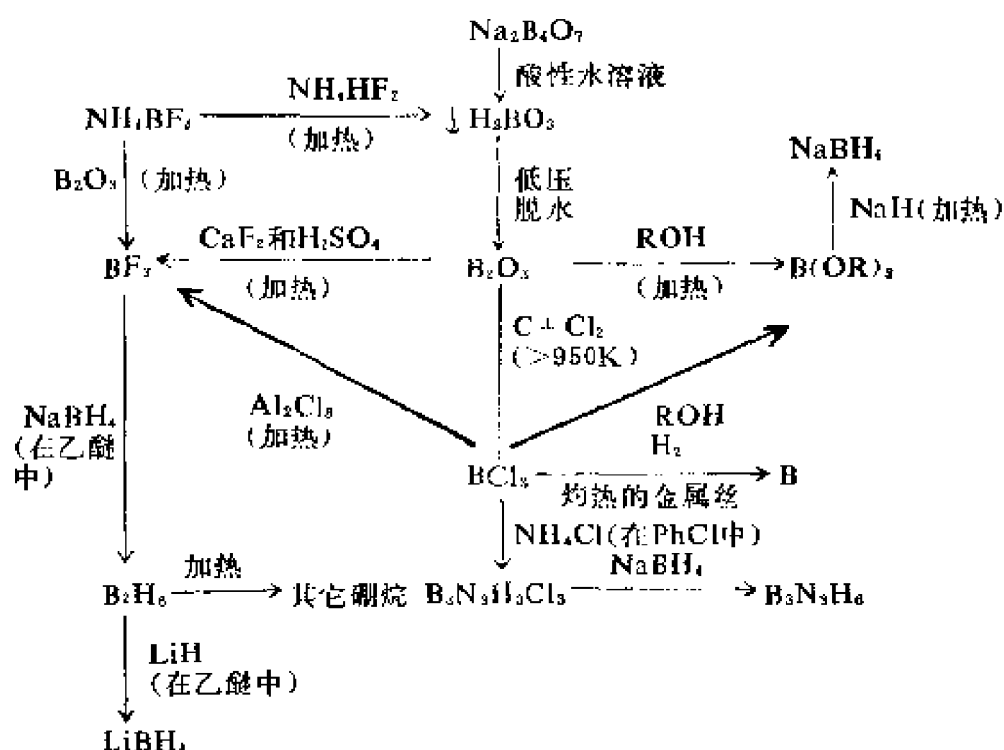 Na₂B₄O₇
酸性水溶液
NH₄HF₂
NH₄BF₄
H₃BO₃
(加热)
NaBH₄
B₂O₃
(加热)
低压
脱水
NaH(加热)
CaF₂和H₂SO₄
ROH
BF₃
B₂O₃
B(OR)₃
(加热)
(加热)
C+Cl₂
(>950K)
NaBH₄
(在乙醚
中)
Al₂Cl₆
(加热)
ROH
H₂
BCl₃
B
灼热的金属丝
NH₄Cl(在PhCl中)
加热
NaBH₄
B₂H₆
其它硼烷
B₃N₃H₃Cl₃
B₃N₃H₆
LiH
(在乙醚中)
LiBH₄